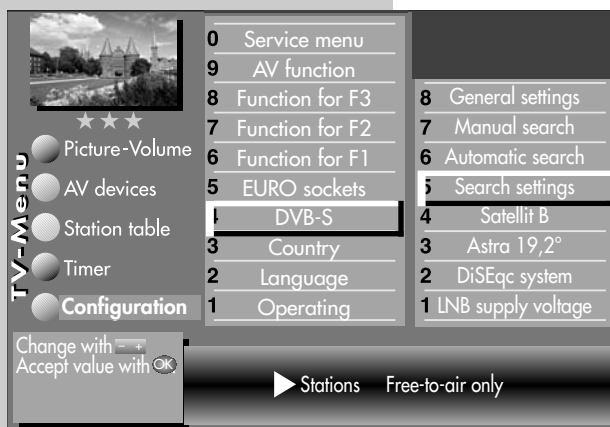 TV-Menu
Picture-Volume
AV devices
Station table
Timer
Configuration
0 Service menu
9 AV function
8 Function for F3
7 Function for F2
6 Function for F1
5 EURO sockets
4 DVB-S
3 Country
2 Language
1 Operating
8 General settings
7 Manual search
6 Automatic search
5 Search settings
4 Satellit B
3 Astra 19,2°
2 DiSEqc system
1 LNB supply voltage
Change with - +
Accept value with OK.
Stations Free-to-air only